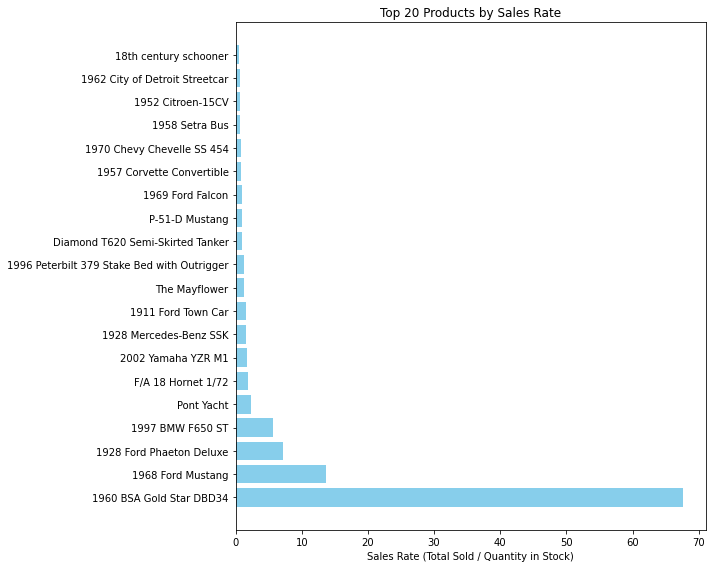 Top 20 Products by Sales Rate
18th century schooner
1962 City of Detroit Streetcar
1952 Citroen-15CV
1958 Setra Bus
1970 Chevy Chevelle SS 454
1957 Corvette Convertible
1969 Ford Falcon
P-51-D Mustang
Diamond T620 Semi-Skirted Tanker
1996 Peterbilt 379 Stake Bed with Outrigger
The Mayflower
1911 Ford Town Car
1928 Mercedes-Benz SSK
2002 Yamaha YZR M1
F/A 18 Hornet 1/72
Pont Yacht
1997 BMW F650 ST
1928 Ford Phaeton Deluxe
1968 Ford Mustang
1960 BSA Gold Star DBD34
0 10 20 30 40 50 60 70
Sales Rate (Total Sold / Quantity in Stock)